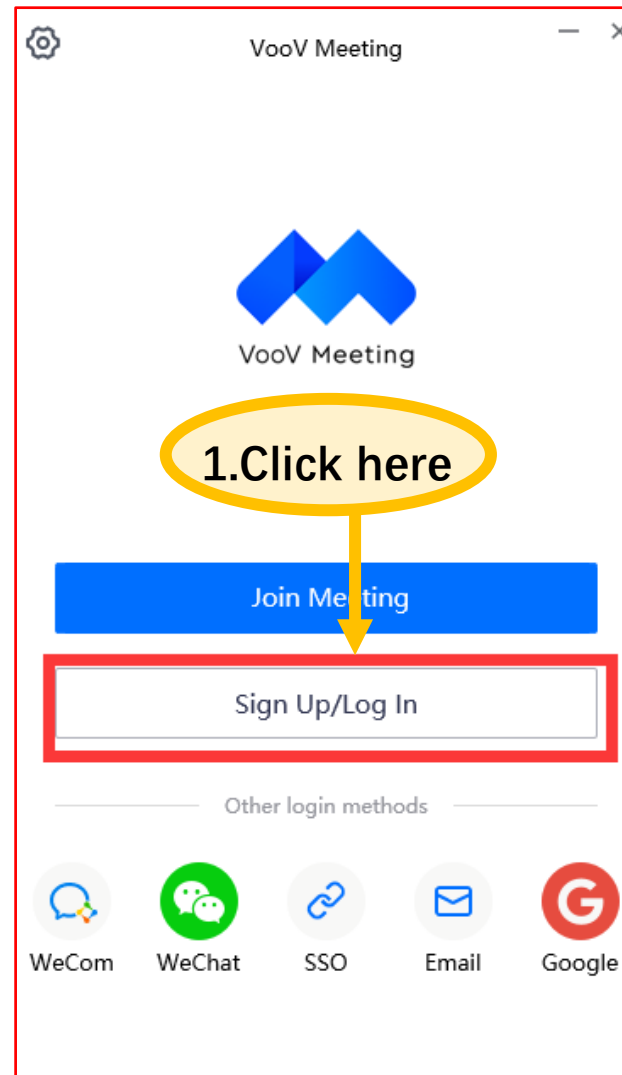 VooV Meeting
VooV Meeting
1.Click here
Join Meeting
Sign Up/Log In
Other login methods
WeCom WeChat SSO Email Google